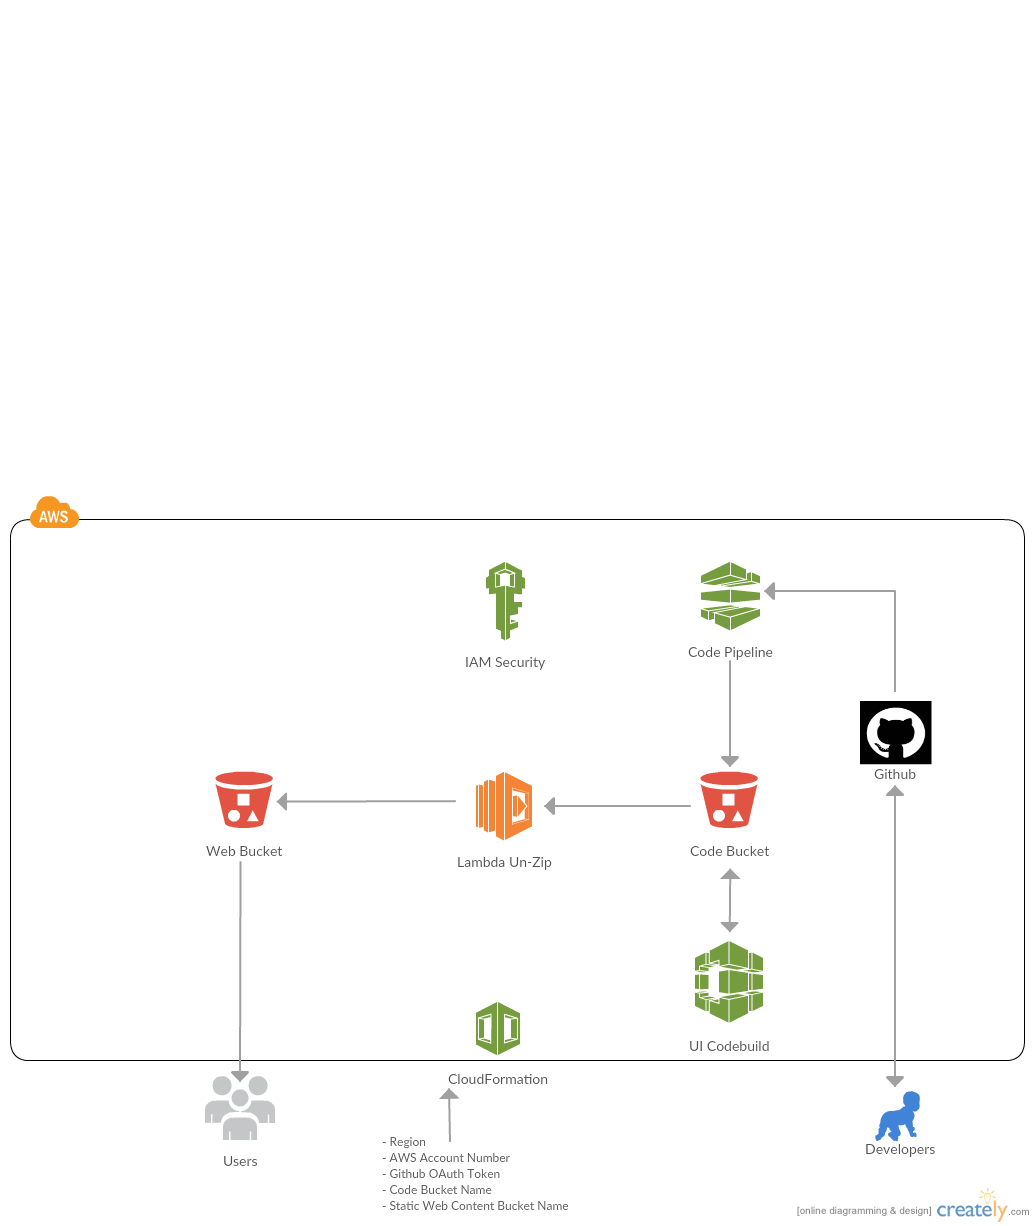 AWS
IAM Security
Code Pipeline
Github
Web Bucket
Lambda Un-Zip
Code Bucket
UI Codebuild
CloudFormation
Users
Developers
- Region
- AWS Account Number
- Github OAuth Token
- Code Bucket Name
- Static Web Content Bucket Name
[online diagramming & design] creately.com